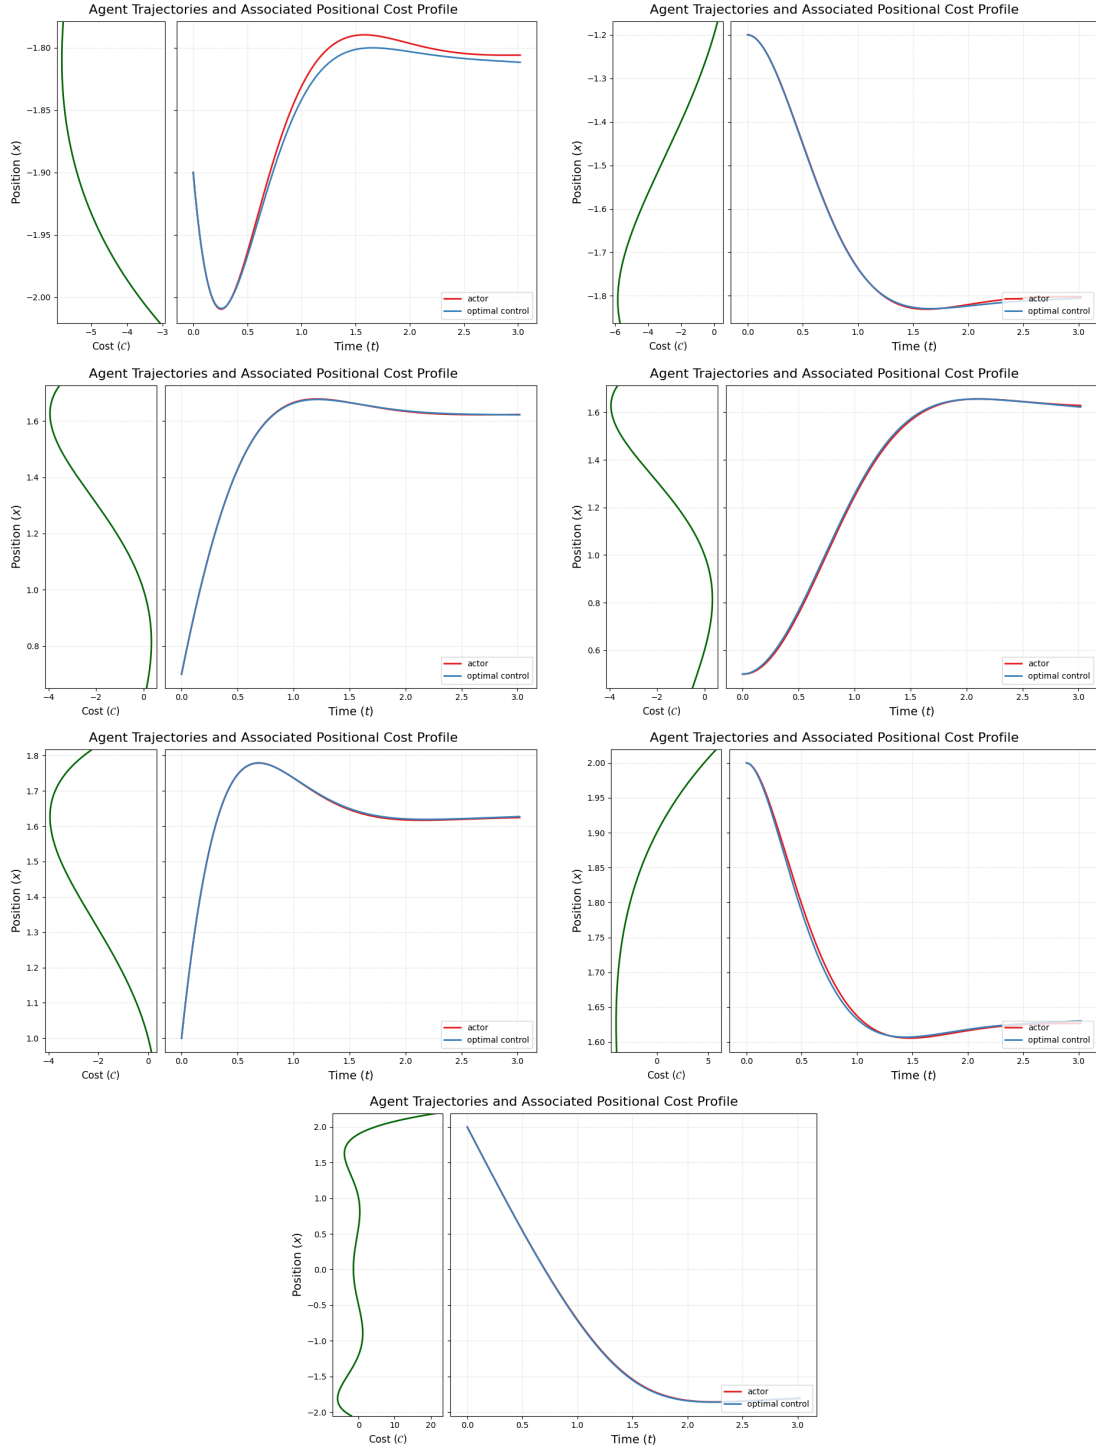 Agent Trajectories and Associated Positional Cost Profile
Position (x)
−1.80
−1.85
−1.90
−1.95
−2.00
−5 −4 −3
Cost (C)
0.0 0.5 1.0 1.5 2.0 2.5 3.0
Time (t)
actor
optimal control
Agent Trajectories and Associated Positional Cost Profile
Position (x)
−1.2
−1.3
−1.4
−1.5
−1.6
−1.7
−1.8
−6 −4 −2 0
Cost (C)
0.0 0.5 1.0 1.5 2.0 2.5 3.0
Time (t)
actor
optimal control
Agent Trajectories and Associated Positional Cost Profile
Position (x)
1.6
1.4
1.2
1.0
0.8
−4 −2 0
Cost (C)
0.0 0.5 1.0 1.5 2.0 2.5 3.0
Time (t)
actor
optimal control
Agent Trajectories and Associated Positional Cost Profile
Position (x)
1.6
1.4
1.2
1.0
0.8
0.6
−4 −2 0
Cost (C)
0.0 0.5 1.0 1.5 2.0 2.5 3.0
Time (t)
actor
optimal control
Agent Trajectories and Associated Positional Cost Profile
Position (x)
1.8
1.7
1.6
1.5
1.4
1.3
1.2
1.1
1.0
−4 −2 0
Cost (C)
0.0 0.5 1.0 1.5 2.0 2.5 3.0
Time (t)
actor
optimal control
Agent Trajectories and Associated Positional Cost Profile
Position (x)
2.00
1.95
1.90
1.85
1.80
1.75
1.70
1.65
1.60
0 5
Cost (C)
0.0 0.5 1.0 1.5 2.0 2.5 3.0
Time (t)
actor
optimal control
Agent Trajectories and Associated Positional Cost Profile
Position (x)
2.0
1.5
1.0
0.5
0.0
−0.5
−1.0
−1.5
−2.0
0 10 20
Cost (C)
0.0 0.5 1.0 1.5 2.0 2.5 3.0
Time (t)
actor
optimal control